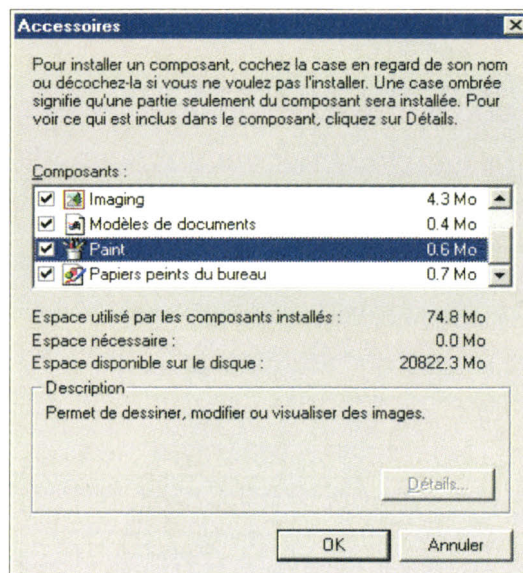 Accessoires
Pour installer un composant, cochez la case en regard de son nom
ou décochez-la si vous ne voulez pas l'installer. Une case ombrée
signifie qu'une partie seulement du composant sera installée. Pour
voir ce qui est inclus dans le composant, cliquez sur Détails.
Composants :
Imaging 4.3 Mo
Modèles de documents 0.4 Mo
Paint 0.6 Mo
Papiers peints du bureau 0.7 Mo
Espace utilisé par les composants installés : 74.8 Mo
Espace nécessaire : 0.0 Mo
Espace disponible sur le disque : 20822.3 Mo
Description
Permet de dessiner, modifier ou visualiser des images.
Détails...
OK Annuler